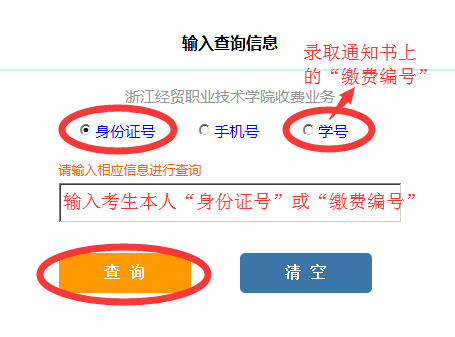 输入查询信息
录取通知书上
的“缴费编号”
浙江经贸职业技术学院收费业务
身份证号 手机号 学号
请输入相应信息进行查询
输入考生本人“身份证号”或“缴费编号”
查 询 清 空